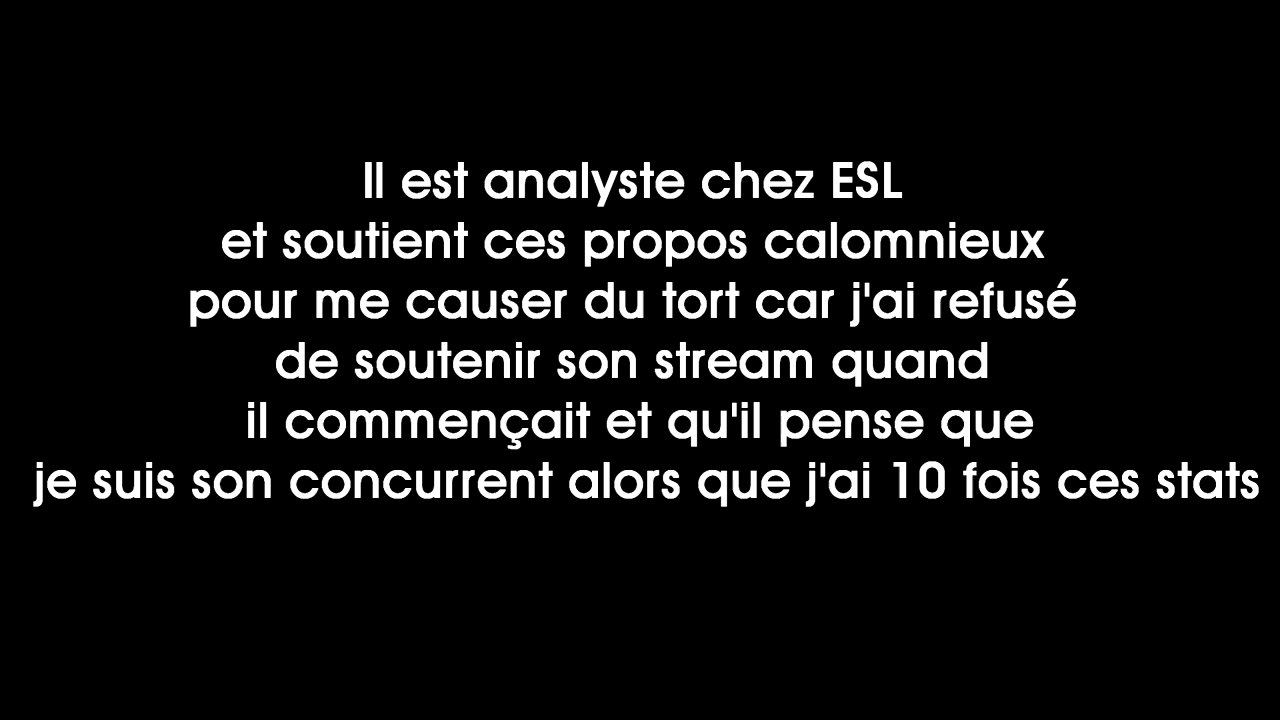 Il est analyste chez ESL
et soutient ces propos calomnieux
pour me causer du tort car j'ai refusé
de soutenir son stream quand
il commençait et qu'il pense que
je suis son concurrent alors que j'ai 10 fois ces stats